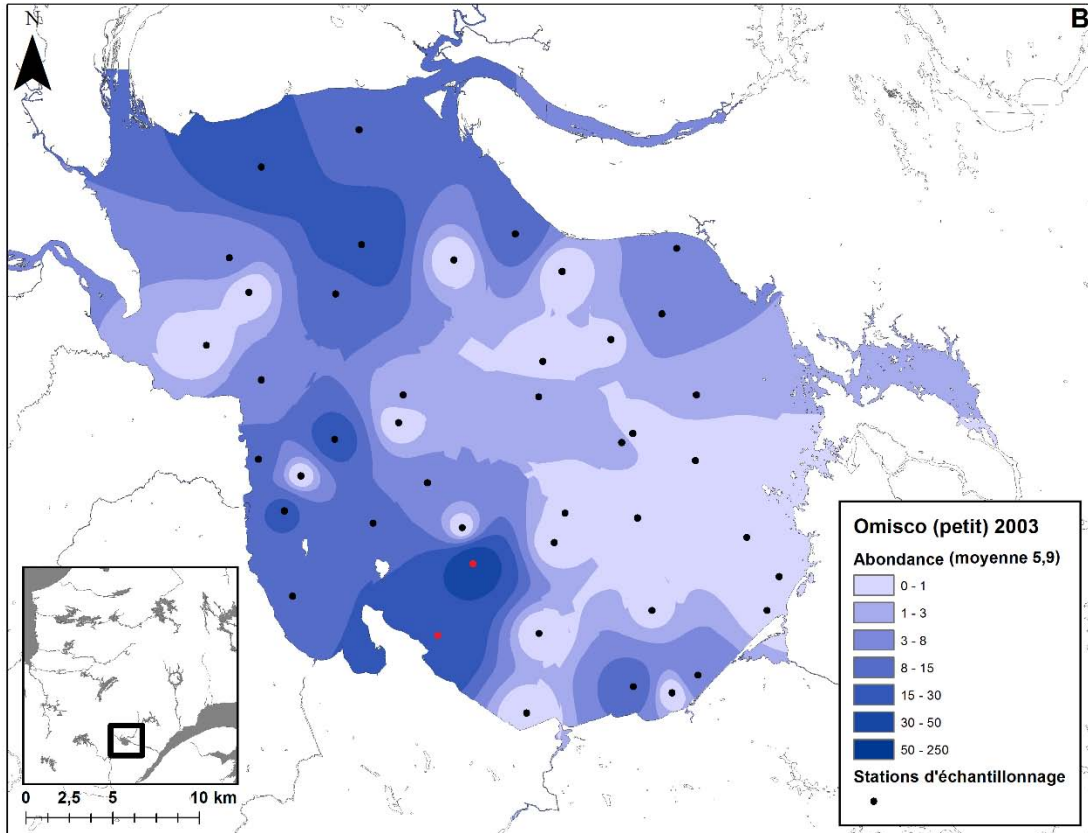 N
B
Omisco (petit) 2003
Abondance (moyenne 5,9)
0 - 1
1 - 3
3 - 8
8 - 15
15 - 30
30 - 50
50 - 250
Stations d'échantillonnage
0 2,5 5 10 km